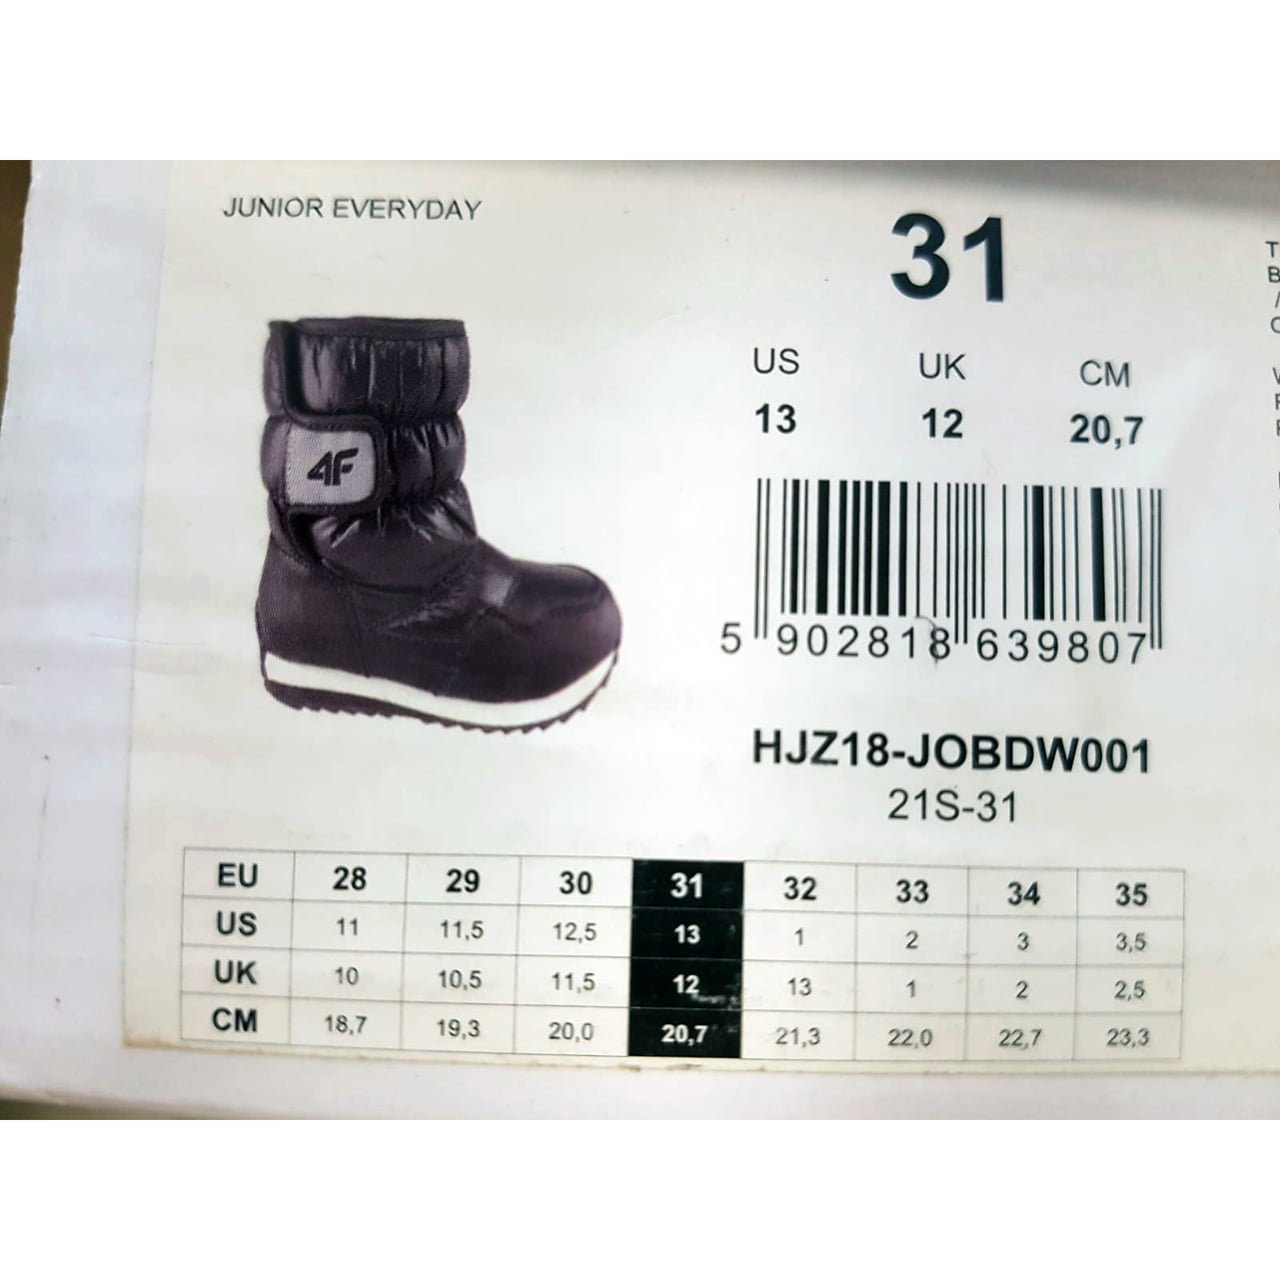 JUNIOR EVERYDAY
4F
31
US UK CM
13 12 20,7
5 902818 639807
HJZ18-JOBDW001
21S-31
EU 28 29 30 31 32 33 34 35
US 11 11,5 12,5 13 1 2 3 3,5
UK 10 10,5 11,5 12 13 1 2 2,5
CM 18,7 19,3 20,0 20,7 21,3 22,0 22,7 23,3